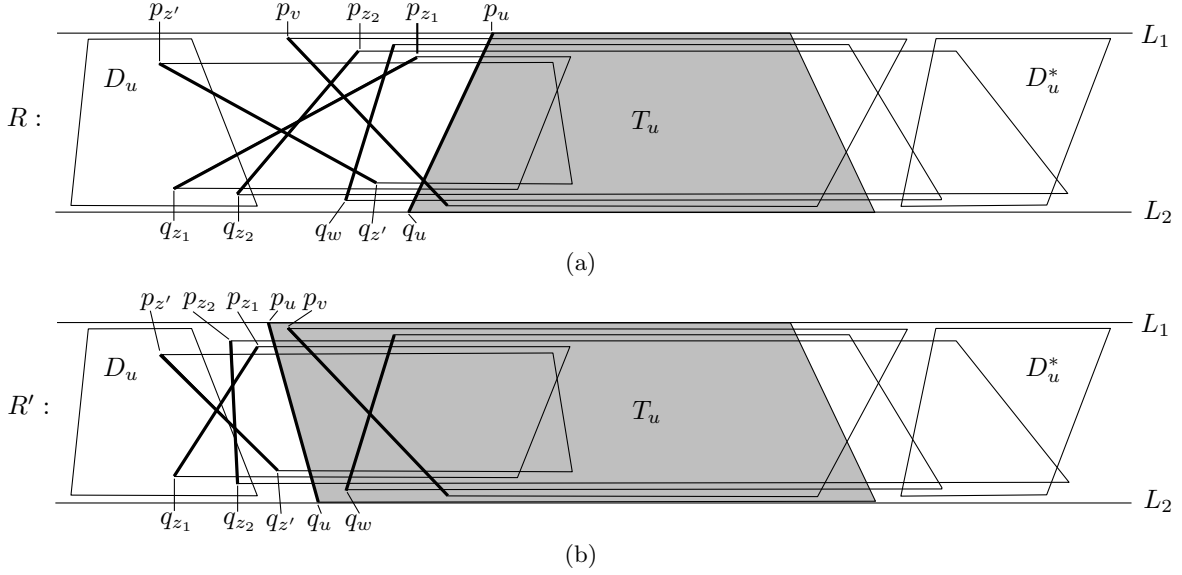 p_{z'} p_v p_{z_2} p_{z_1} p_u
L_1
D_u D_u^*
R : T_u
L_2
q_{z_1} q_{z_2} q_w q_{z'} q_u
(a)
p_{z'} p_{z_2} p_{z_1} p_u p_v
L_1
D_u D_u^*
R' : T_u
L_2
q_{z_1} q_{z_2} q_{z'} q_u q_w
(b)